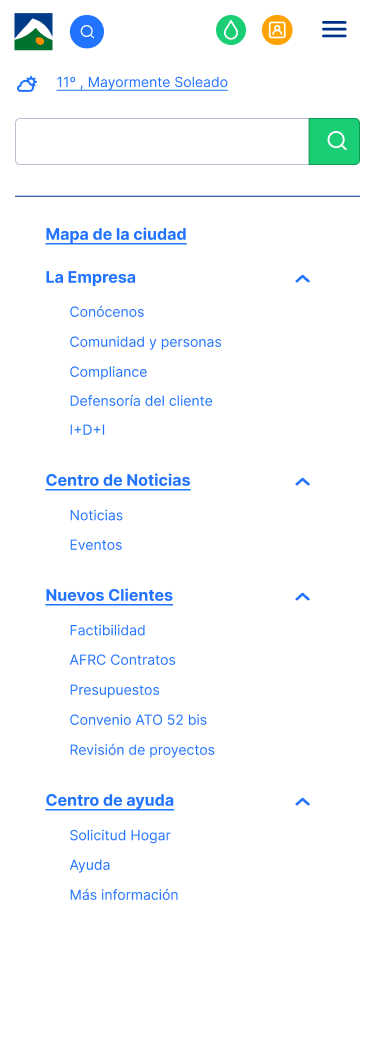 11º , Mayormente Soleado
Mapa de la ciudad
La Empresa
Conócenos
Comunidad y personas
Compliance
Defensoría del cliente
I+D+I
Centro de Noticias
Noticias
Eventos
Nuevos Clientes
Factibilidad
AFRC Contratos
Presupuestos
Convenio ATO 52 bis
Revisión de proyectos
Centro de ayuda
Solicitud Hogar
Ayuda
Más información